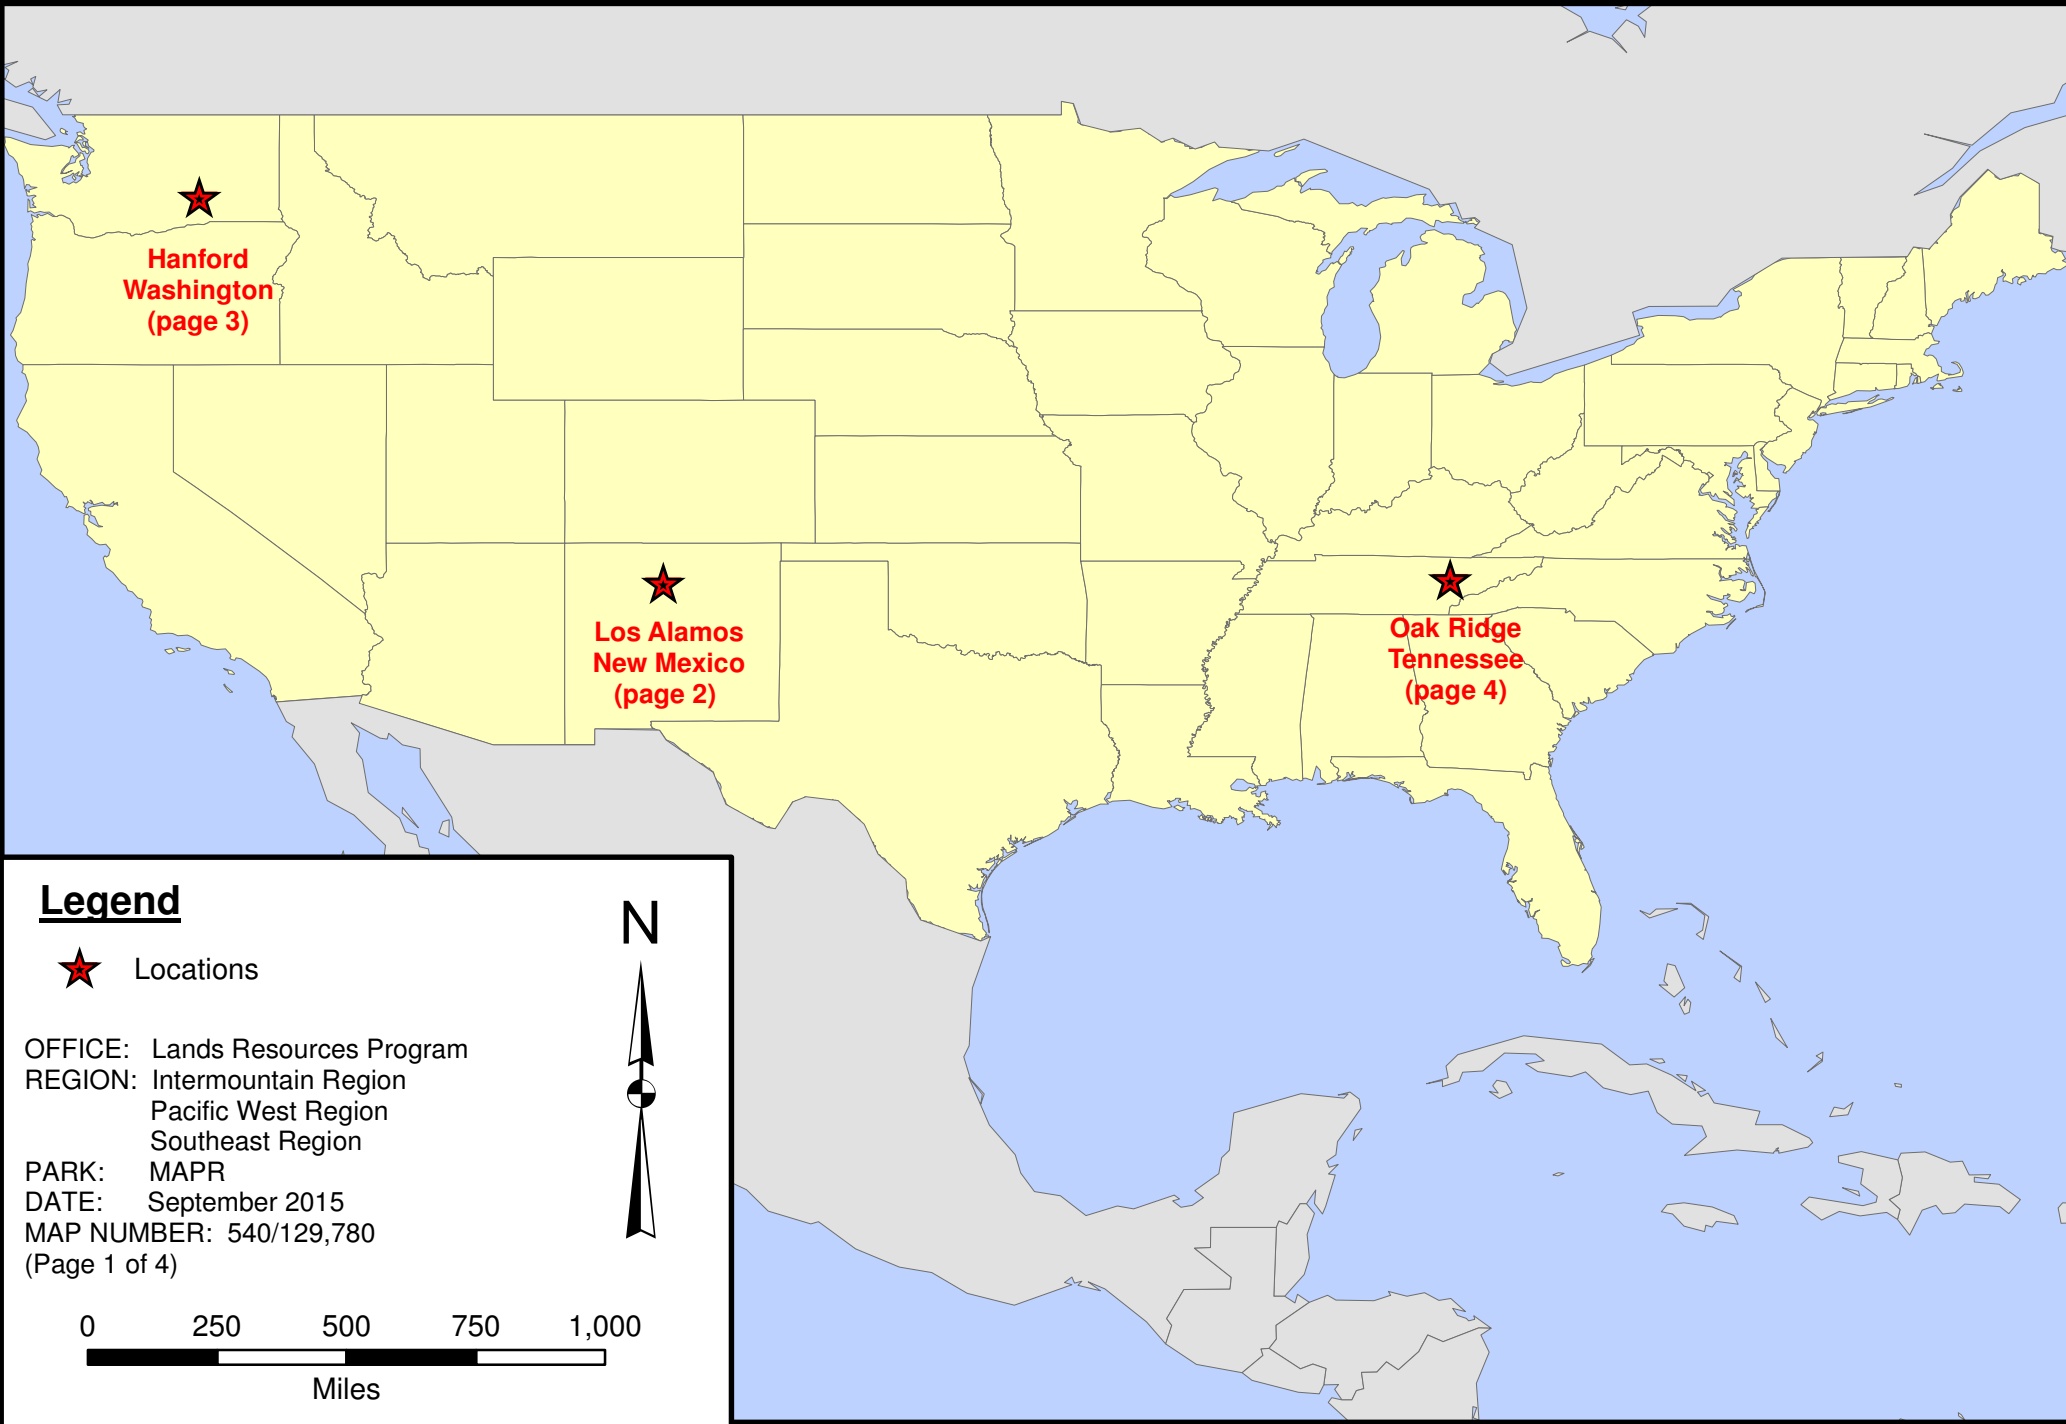 Hanford
Washington
(page 3)
Los Alamos
New Mexico
(page 2)
Oak Ridge
Tennessee
(page 4)
Legend
Locations
N
OFFICE: Lands Resources Program
REGION: Intermountain Region
Pacific West Region
Southeast Region
PARK: MAPR
DATE: September 2015
MAP NUMBER: 540/129,780
(Page 1 of 4)
0 250 500 750 1,000
Miles